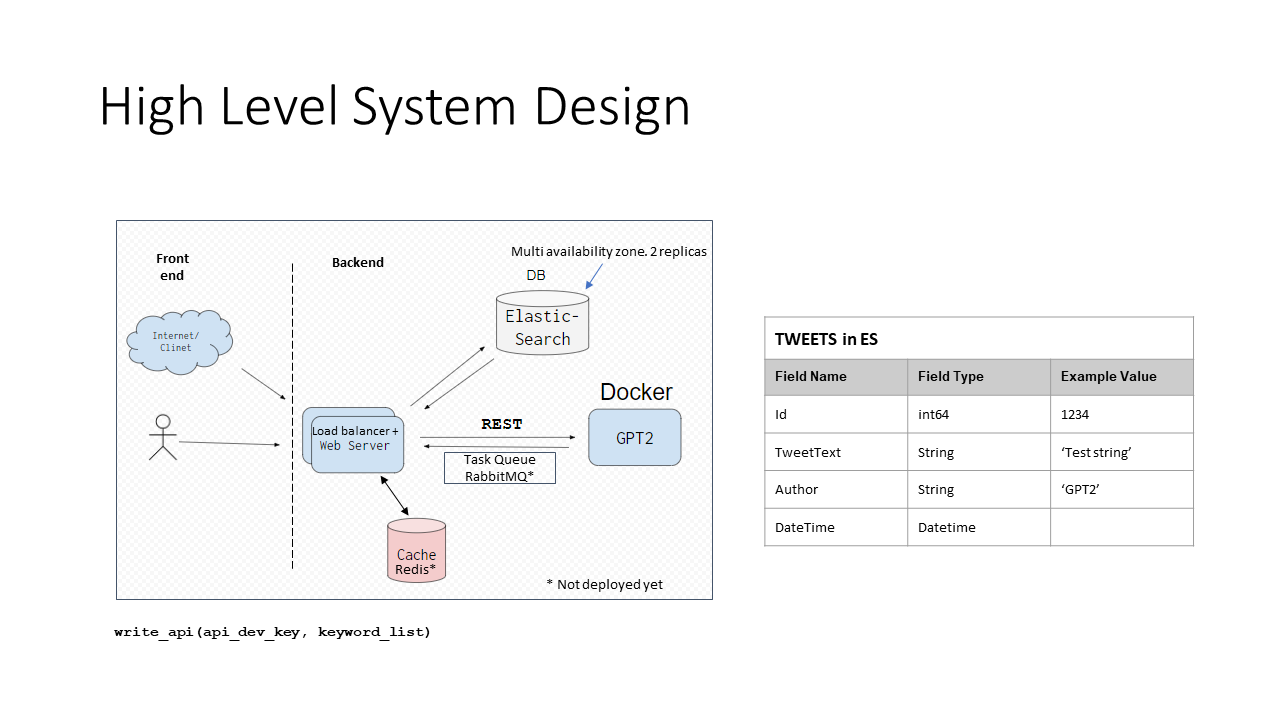 High Level System Design
Front
end
Backend
Multi availability zone. 2 replicas
DB
Elastic-
Search
Internet/
Clinet
Docker
GPT2
Load balancer +
Web Server
REST
Task Queue
RabbitMQ*
Cache
Redis*
* Not deployed yet
write_api(api_dev_key, keyword_list)
TWEETS in ES
Field Name Field Type Example Value
Id int64 1234
TweetText String ‘Test string’
Author String ‘GPT2’
DateTime Datetime